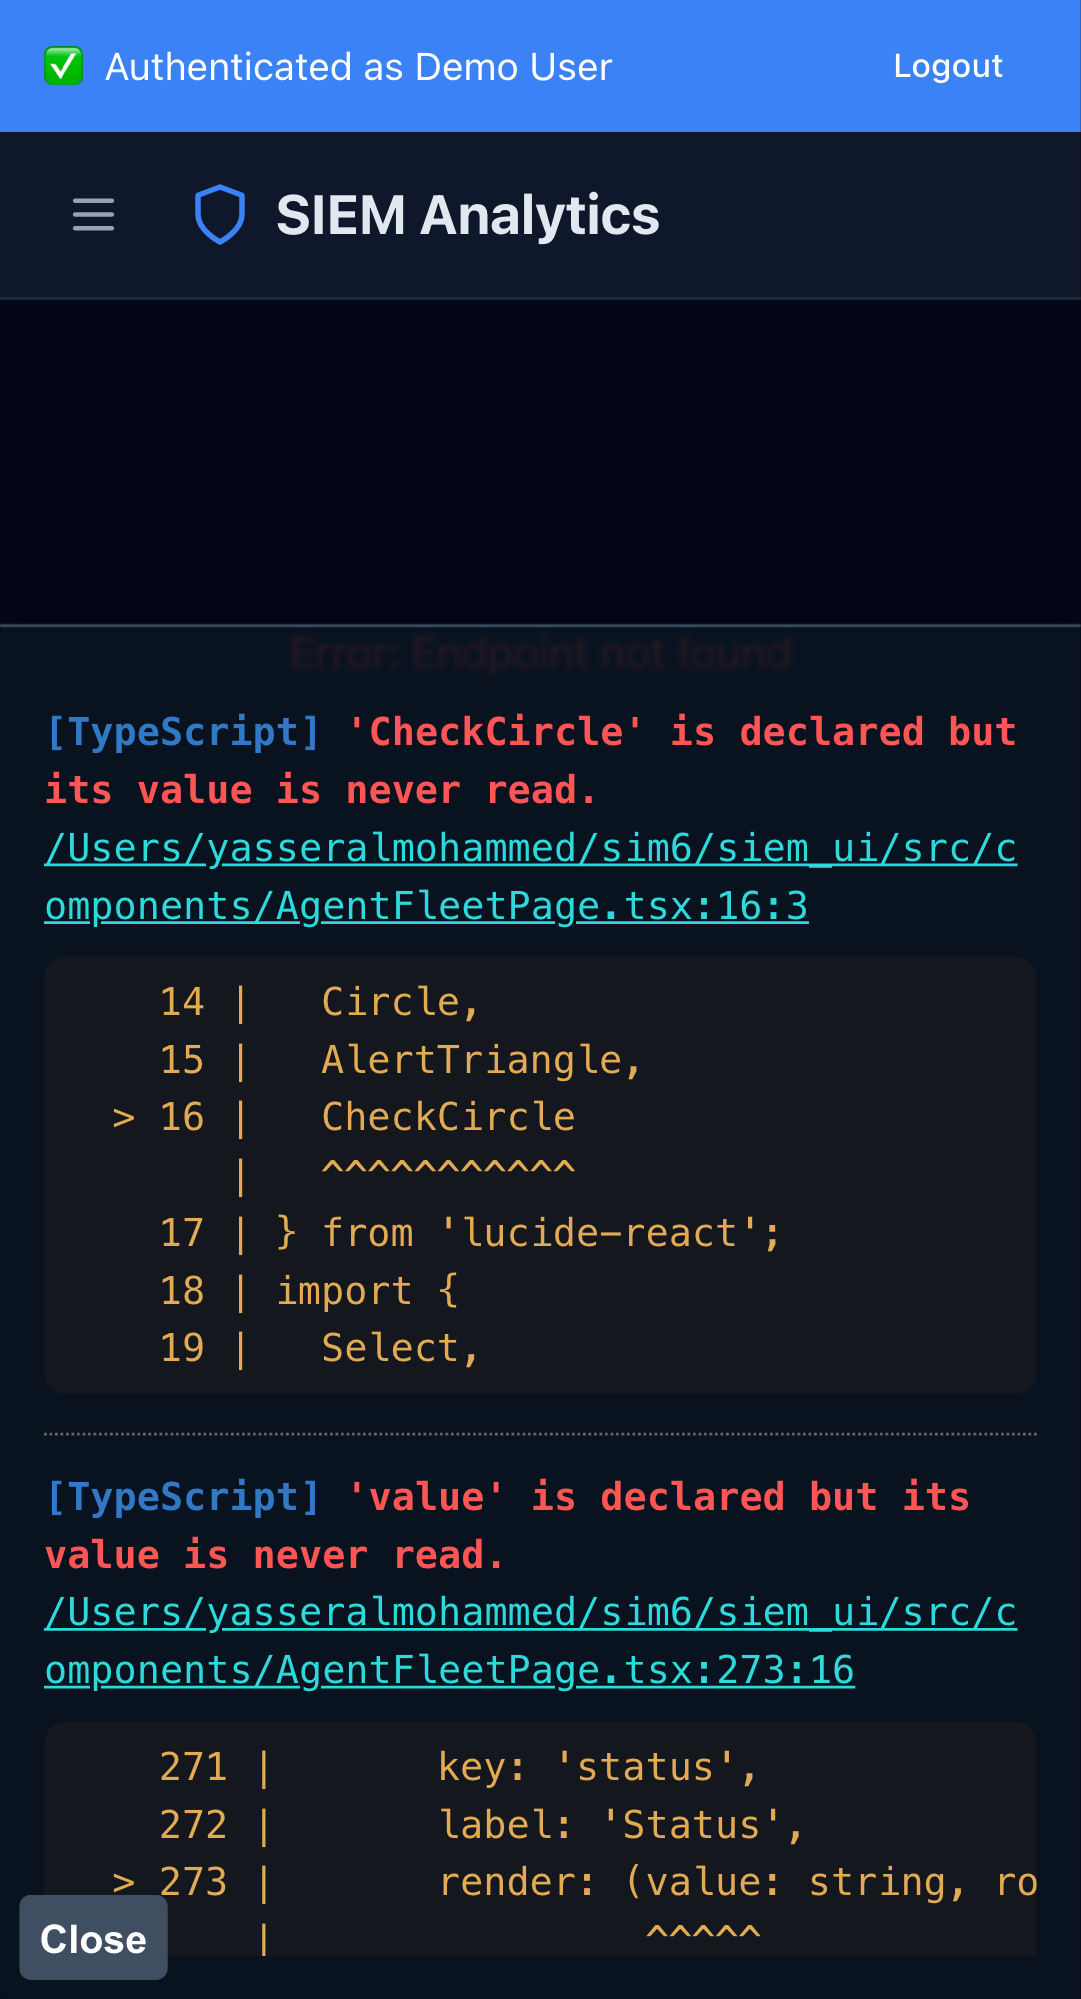 ✅ Authenticated as Demo User Logout
SIEM Analytics
Error: Endpoint not found
[TypeScript] 'CheckCircle' is declared but
its value is never read.
/Users/yasseralmohammed/sim6/siem_ui/src/c
omponents/AgentFleetPage.tsx:16:3
14 |   Circle,
15 |   AlertTriangle,
> 16 |   CheckCircle
|   ^^^^^^^^^^^
17 | } from 'lucide-react';
18 | import {
19 |   Select,
[TypeScript] 'value' is declared but its
value is never read.
/Users/yasseralmohammed/sim6/siem_ui/src/c
omponents/AgentFleetPage.tsx:273:16
271 |       key: 'status',
272 |       label: 'Status',
> 273 |       render: (value: string, ro
|                ^^^^^
Close